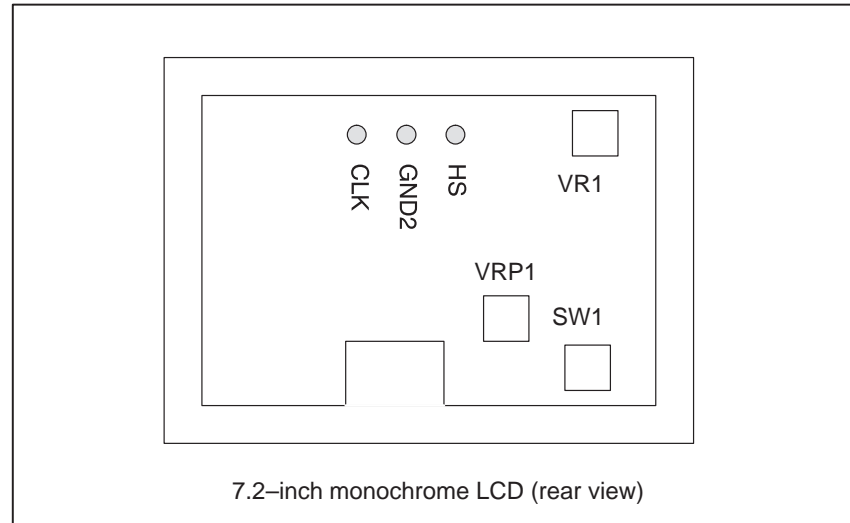 CLK
GND2
HS
VR1
VRP1
SW1
7.2–inch monochrome LCD (rear view)